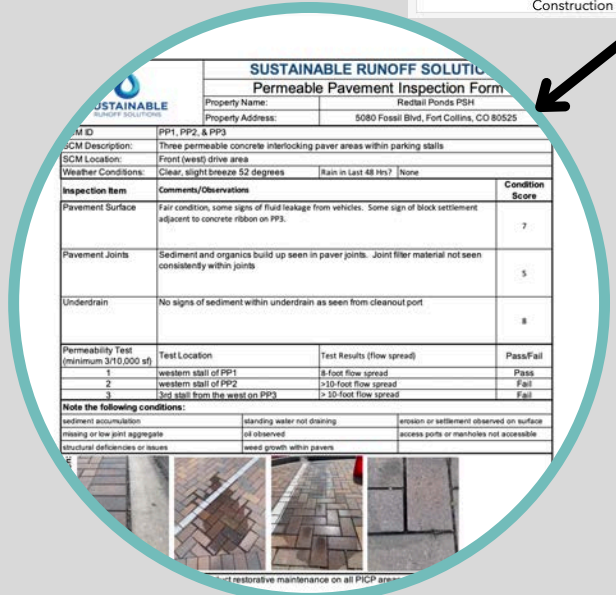 Construction
SUSTAINABLE RUNOFF SOLUTIO
Permeable Pavement Inspection Form
USTAINABLE
RUNOFF SOLUTIONS
Property Name: Redtail Ponds PSH
Property Address: 5080 Fossil Blvd, Fort Collins, CO 80525
M ID PP1, PP2, & PP3
SCM Description: Three permeable concrete interlocking paver areas within parking stalls
SCM Location: Front (west) drive area
Weather Conditions: Clear, slight breeze 52 degrees Rain in Last 48 Hrs? None
Inspection Item Comments/Observations Condition
Score
Pavement Surface Fair condition, some signs of fluid leakage from vehicles. Some sign of block settlement
adjacent to concrete ribbon on PP3.
7
Pavement Joints Sediment and organics build up seen in paver joints. Joint filter material not seen
consistently within joints
5
Underdrain No signs of sediment within underdrain as seen from cleanout port
8
Permeability Test
(minimum 3/10,000 sf) Test Location Test Results (flow spread) Pass/Fail
1 western stall of PP1 8-foot flow spread Pass
2 western stall of PP2 >10-foot flow spread Fail
3 3rd stall from the west on PP3 > 10-foot flow spread Fail
Note the following conditions:
sediment accumulation standing water not draining erosion or settlement observed on surface
missing or low joint aggregate oil observed access ports or manholes not accessible
structural deficiencies or issues weed growth within pavers
restorative maintenance on all PICP area